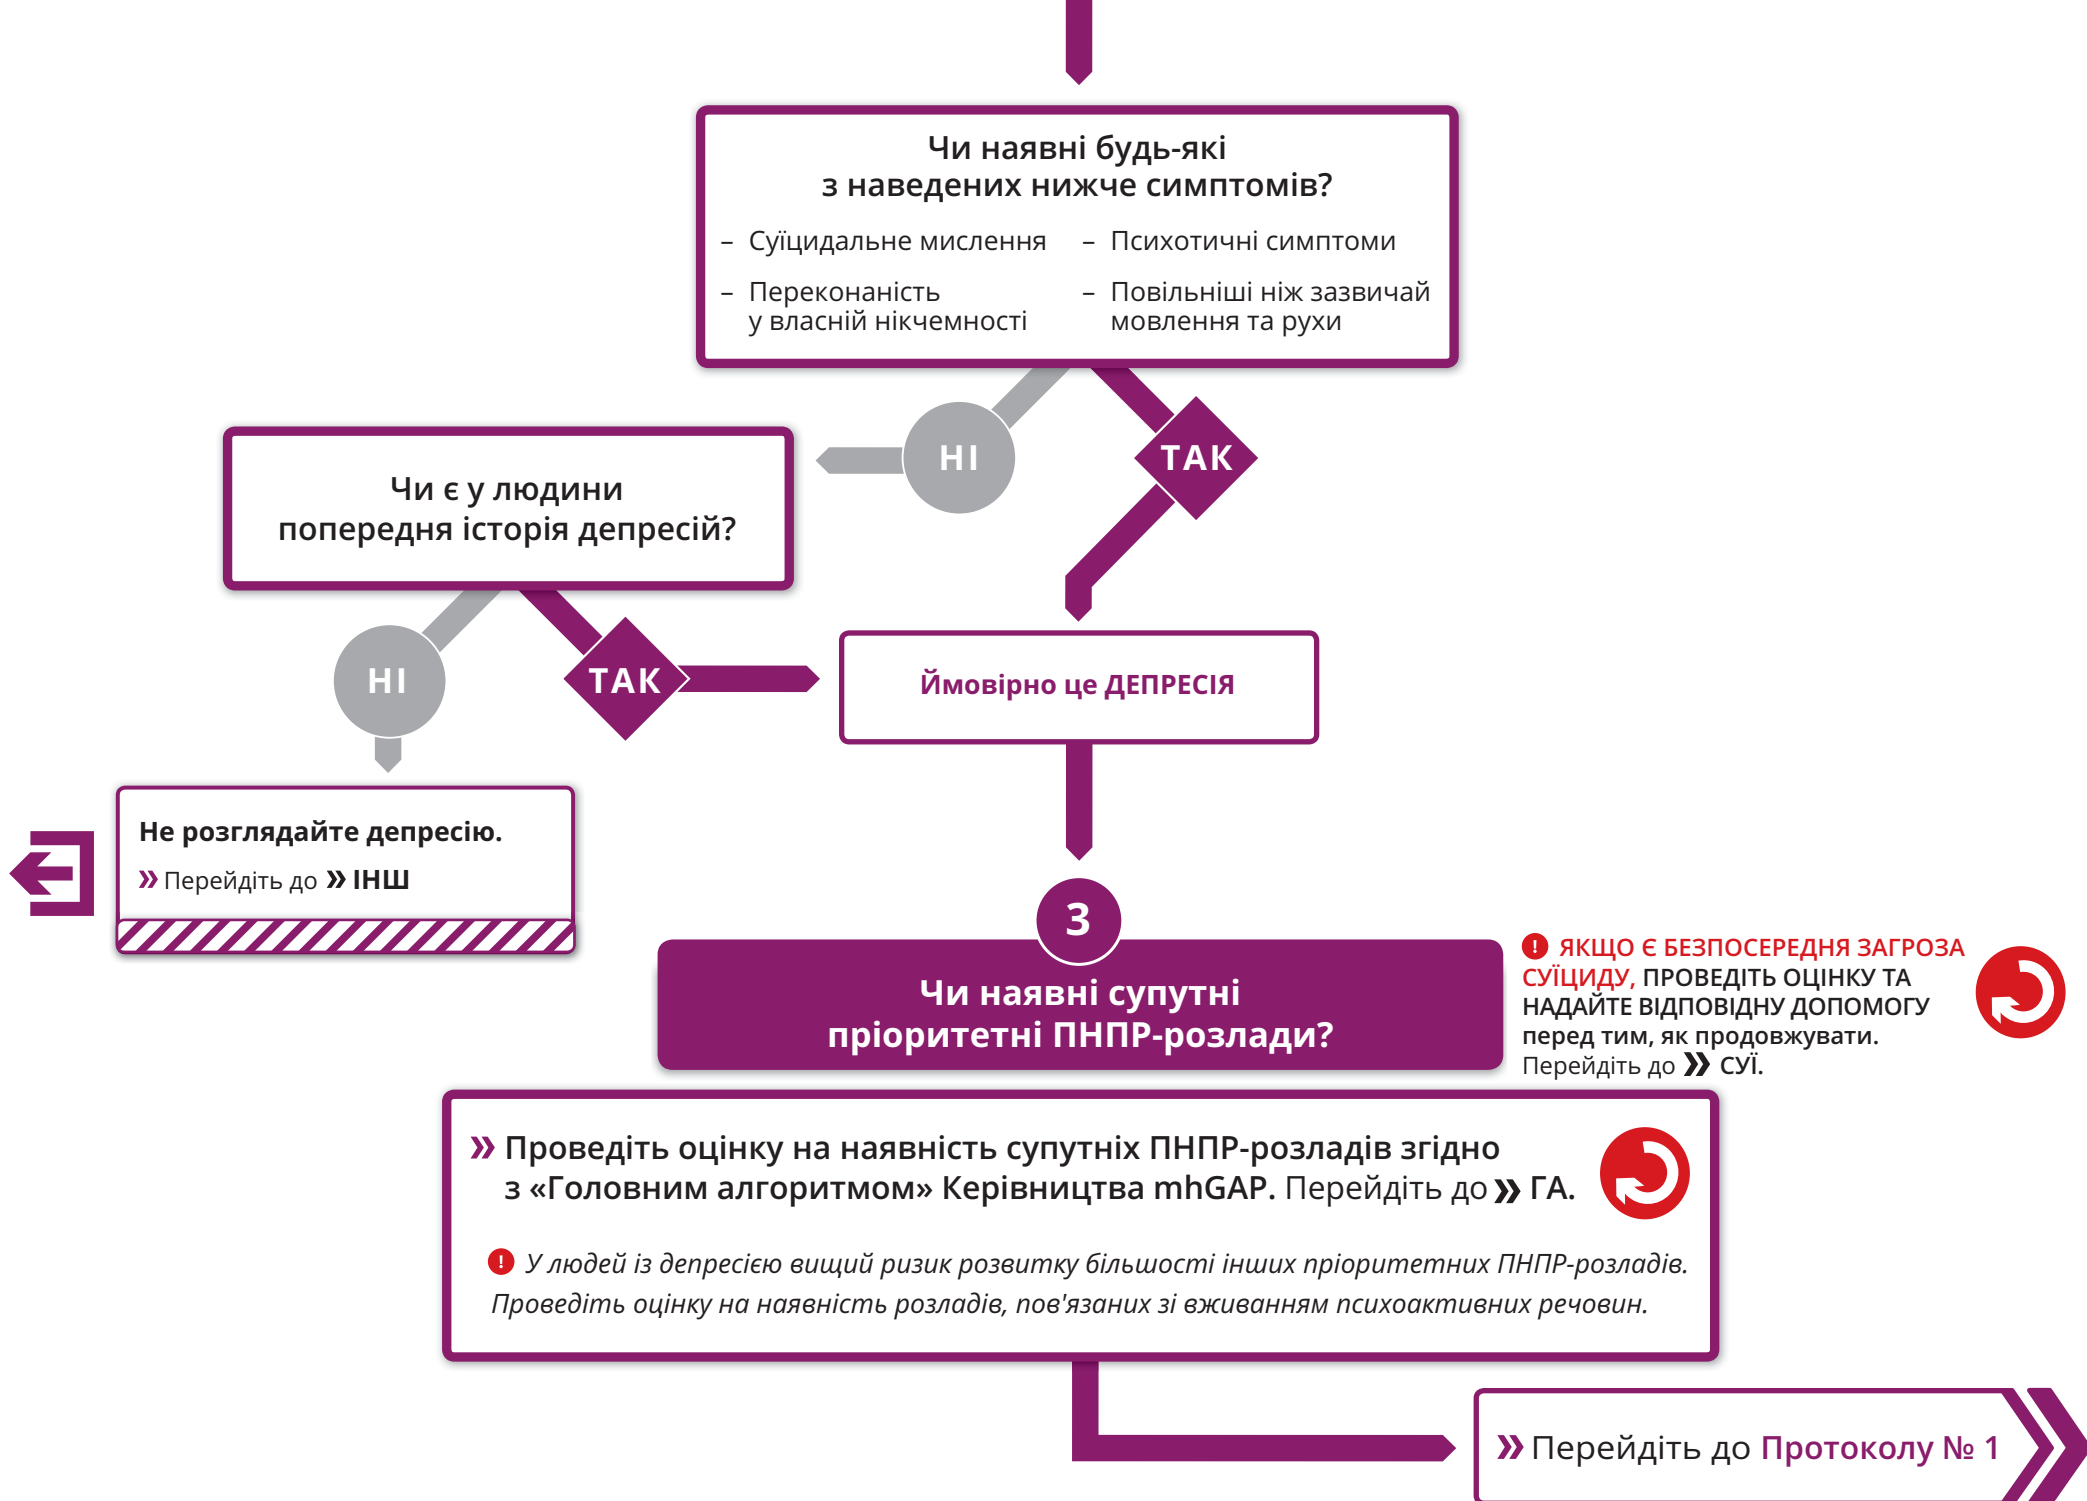 Чи наявні будь-які
з наведених нижче симптомів?
– Суїцидальне мислення
– Переконаність
у власній нікчемності
– Психотичні симптоми
– Повільніші ніж зазвичай
мовлення та рухи
НІ
ТАК
Чи є у людини
попередня історія депресій?
НІ
ТАК
Ймовірно це ДЕПРЕСІЯ
Не розглядайте депресію.
» Перейдіть до » ІНШ
3
Чи наявні супутні
пріоритетні ПНПР-розлади?
! ЯКЩО Є БЕЗПОСЕРЕДНЯ ЗАГРОЗА
СУЇЦИДУ, ПРОВЕДІТЬ ОЦІНКУ ТА
НАДАЙТЕ ВІДПОВІДНУ ДОПОМОГУ
перед тим, як продовжувати.
Перейдіть до » СУЇ.
» Проведіть оцінку на наявність супутніх ПНПР-розладів згідно
з «Головним алгоритмом» Керівництва mhGAP. Перейдіть до » ГА.
! У людей із депресією вищий ризик розвитку більшості інших пріоритетних ПНПР-розладів.
Проведіть оцінку на наявність розладів, пов'язаних зі вживанням психоактивних речовин.
» Перейдіть до Протоколу № 1